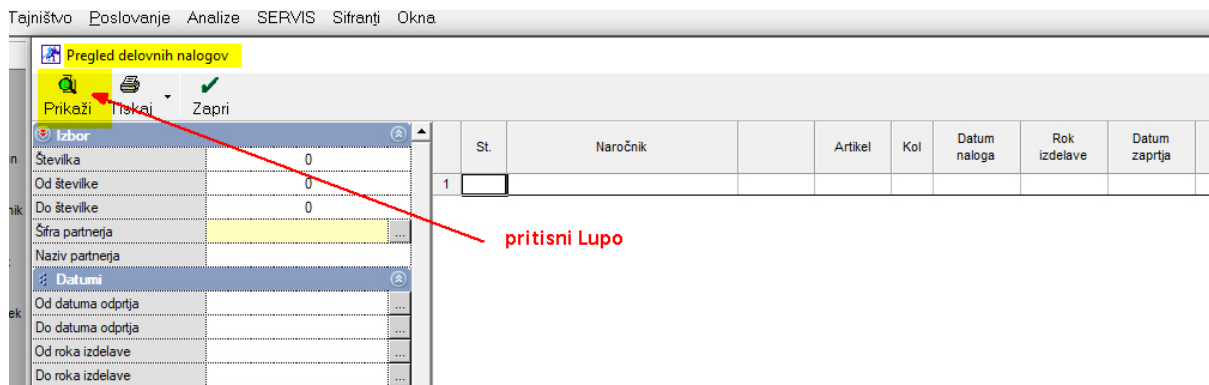 Tajništvo Poslovanje Analize SERVIS Sifranți Okna
Pregled delovnih nalogov
Prikaži Tiskaj Zapri
Izbor
Številka 0
Od številke 0
Do številke 0
Šifra partnerja ...
Naziv partnerja
Datumi
Od datuma odprtja ...
Do datuma odprtja ...
Od roka izdelave ...
Do roka izdelave ...
St. Naročnik Artikel Kol Datum naloga Rok izdelave Datum zaprtja
1
pritisni Lupo